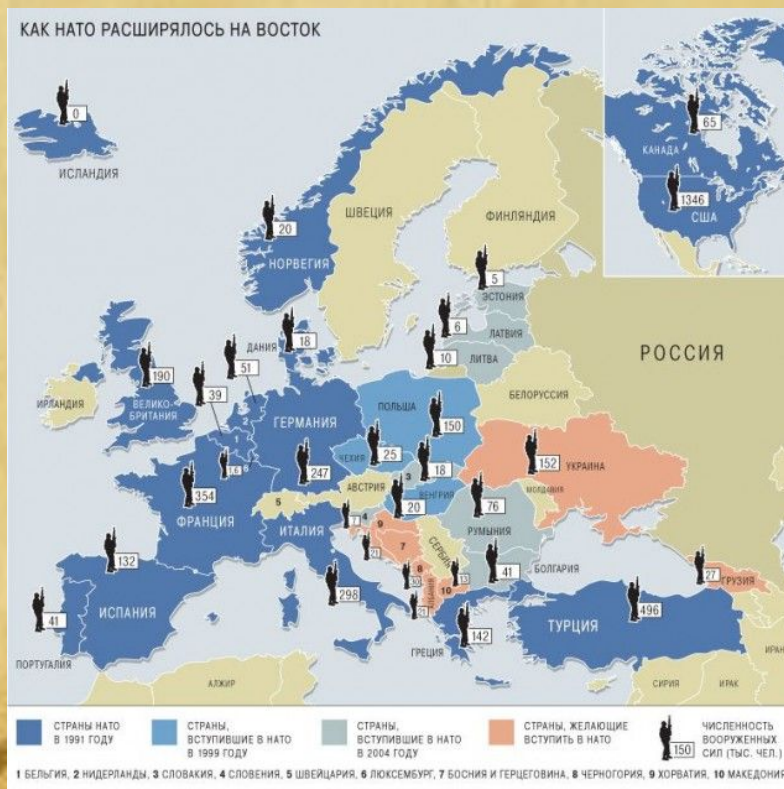 КАК НАТО РАСШИРЯЛОСЬ НА ВОСТОК
0
ИСЛАНДИЯ
65
КАНАДА
1346
США
ШВЕЦИЯ
ФИНЛЯНДИЯ
20
НОРВЕГИЯ
5
ЭСТОНИЯ
6
ЛАТВИЯ
10
ЛИТВА
РОССИЯ
ДАНИЯ
18
51
190
39
ИРЛАНДИЯ
ВЕЛИКО-
БРИТАНИЯ
2
1
ГЕРМАНИЯ
247
ПОЛЬША
150
БЕЛОРУССИЯ
ЧЕХИЯ
25
152
УКРАИНА
1,6
6
354
ФРАНЦИЯ
3
18
АВСТРИЯ
ВЕНГРИЯ
20
МОЛДАВИЯ
76
РУМЫНИЯ
5
4
7
9
21
7
СЕРБИЯ
ИТАЛИЯ
132
ИСПАНИЯ
41
ПОРТУГАЛИЯ
298
8
АЛБАНИЯ
10
13
41
БОЛГАРИЯ
27
ГРУЗИЯ
21
142
ГРЕЦИЯ
496
ТУРЦИЯ
АЛЖИР
СИРИЯ
ИРАК
СТРАНЫ НАТО
В 1991 ГОДУ
СТРАНЫ,
ВСТУПИВШИЕ В НАТО
В 1999 ГОДУ
СТРАНЫ,
ВСТУПИВШИЕ В НАТО
В 2004 ГОДУ
СТРАНЫ, ЖЕЛАЮЩИЕ
ВСТУПИТЬ В НАТО
150
ЧИСЛЕННОСТЬ
ВООРУЖЕННЫХ
СИЛ (ТЫС. ЧЕЛ.)
1 БЕЛЬГИЯ, 2 НИДЕРЛАНДЫ, 3 СЛОВАКИЯ, 4 СЛОВЕНИЯ, 5 ШВЕЙЦАРИЯ, 6 ЛЮКСЕМБУРГ, 7 БОСНИЯ И ГЕРЦЕГОВИНА, 8 ЧЕРНОГОРИЯ, 9 ХОРВАТИЯ, 10 МАКЕДОНИ